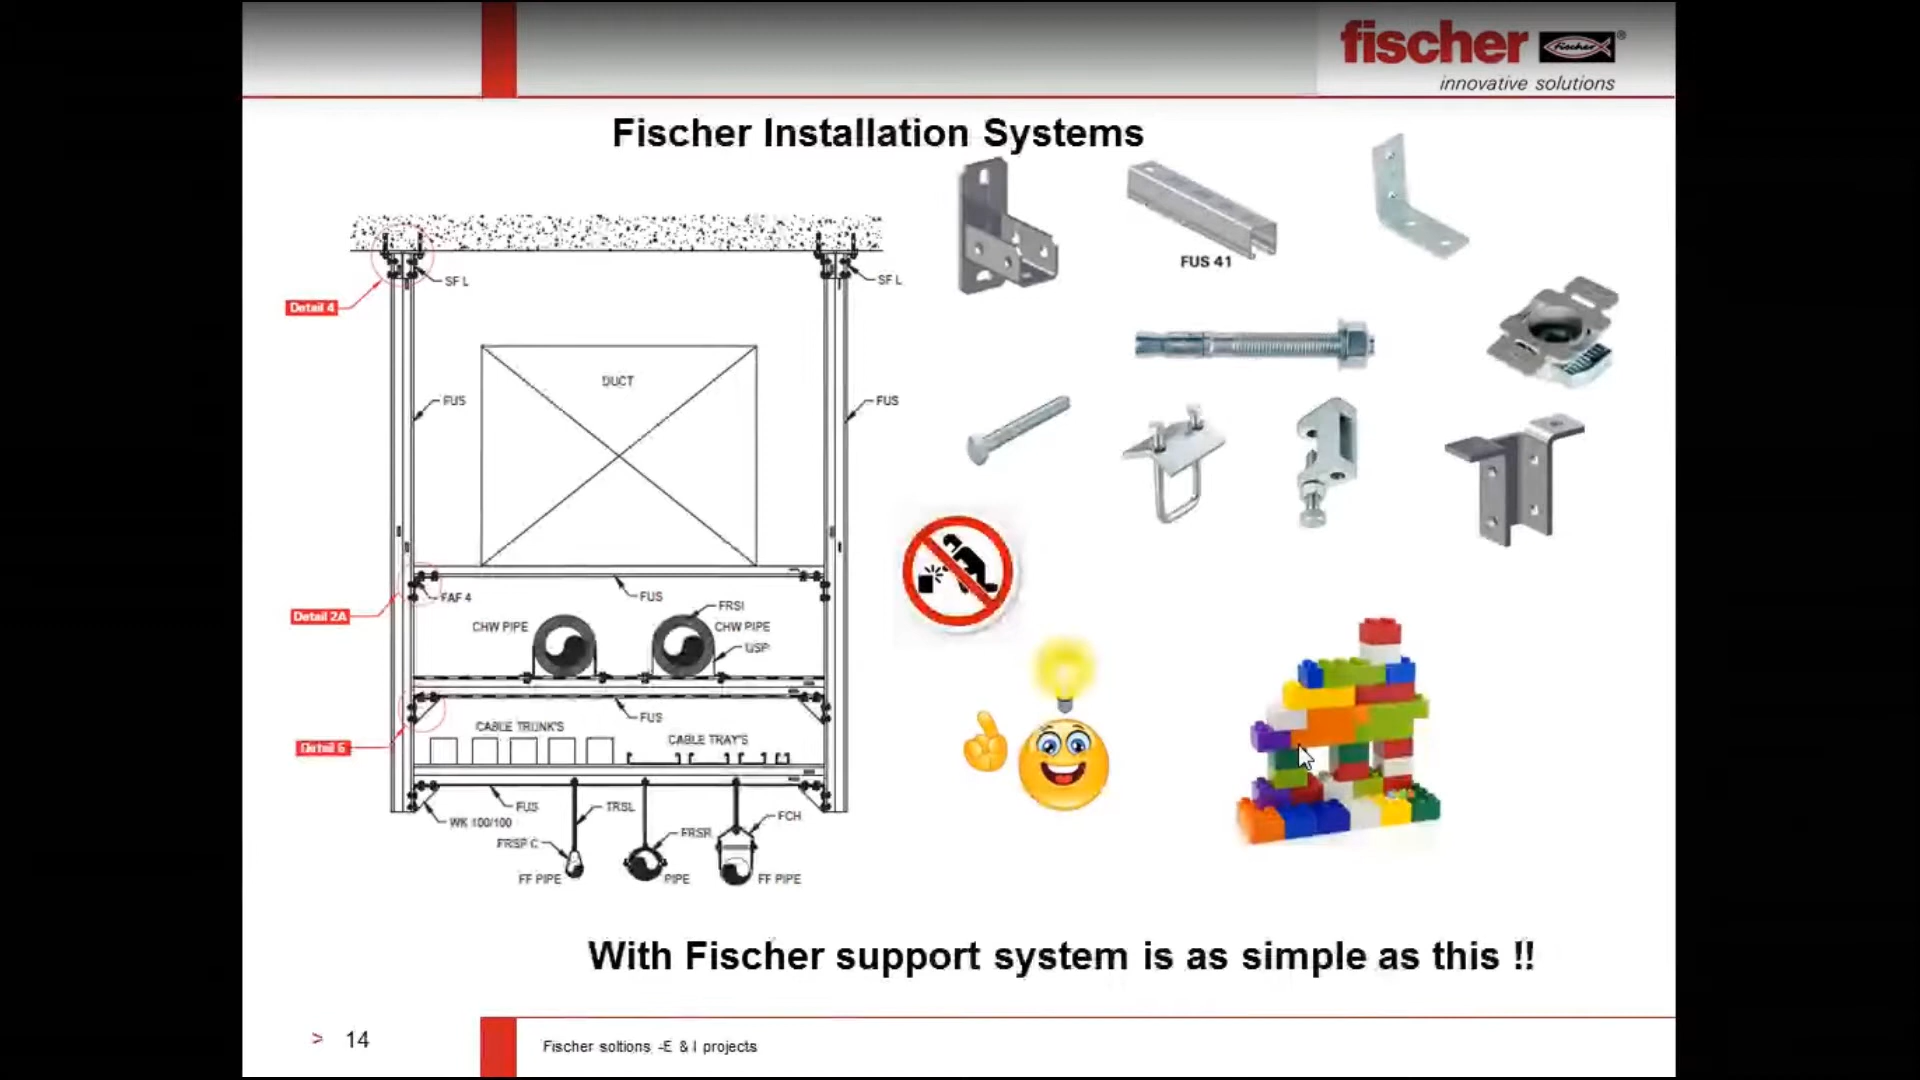 fischer fischer ®
innovative solutions
Fischer Installation Systems
FUS 41
SF L
SF L
Detail 4
DUCT
FUS
FUS
FAF 4
Detail 2A
FUS
FRSI
CHW PIPE
CHW PIPE
USP
FUS
CABLE TRUNK'S
CABLE TRAY'S
Detail 6
FUS
TRSL
WK 100/100
FCH
FRSR
FRSP C
FF PIPE
PIPE
FF PIPE
With Fischer support system is as simple as this !!
> 14
Fischer soltions -E & I projects